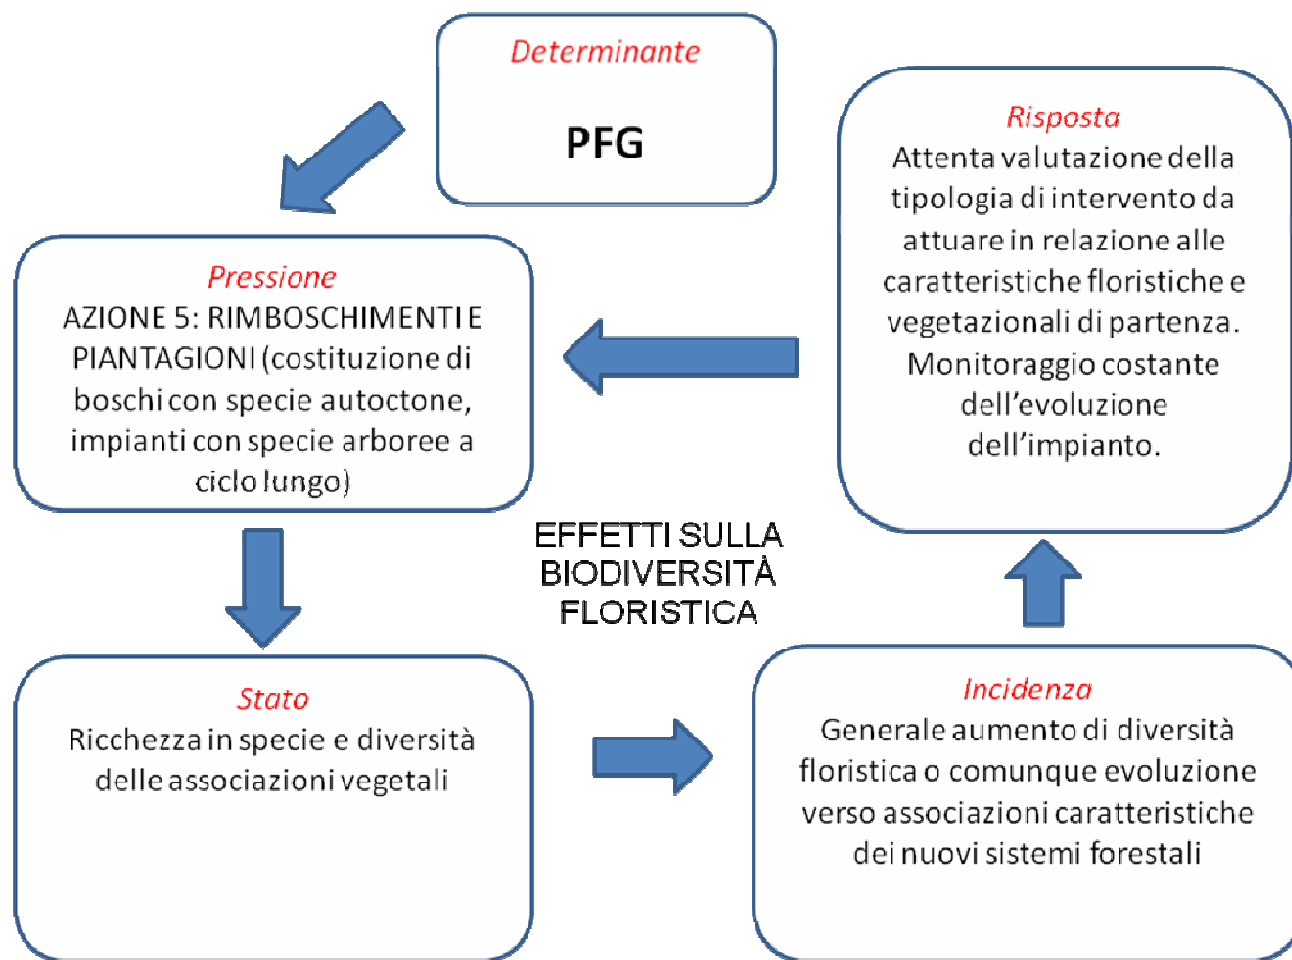 Determinante
PFG
Pressione
AZIONE 5: RIMBOSCHIMENTI E
PIANTAGIONI (costituzione di
boschi con specie autoctone,
impianti con specie arboree a
ciclo lungo)
Risposta
Attenta valutazione della
tipologia di intervento da
attuare in relazione alle
caratteristiche floristiche e
vegetazionali di partenza.
Monitoraggio costante
dell'evoluzione
dell'impianto.
EFFETTI SULLA
BIODIVERSITÀ
FLORISTICA
Stato
Ricchezza in specie e diversità
delle associazioni vegetali
Incidenza
Generale aumento di diversità
floristica o comunque evoluzione
verso associazioni caratteristiche
dei nuovi sistemi forestali